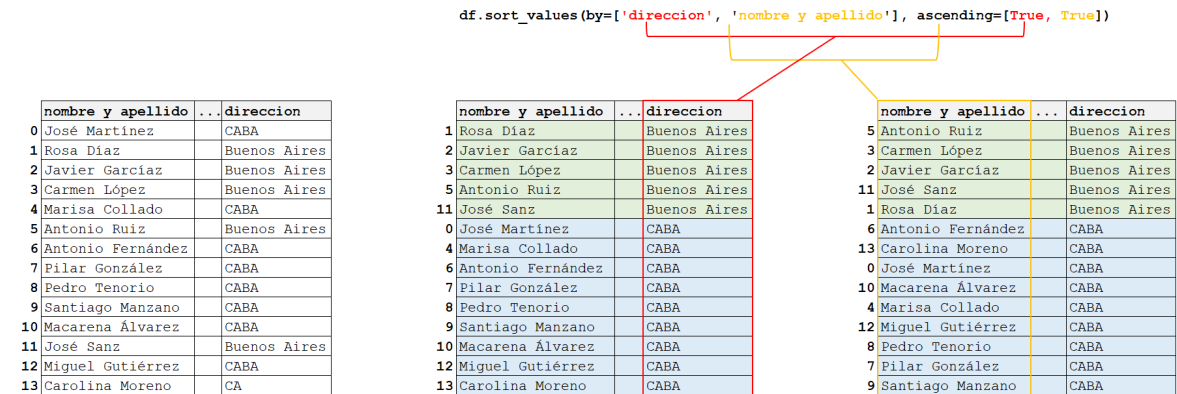 df.sort_values(by=['direccion', 'nombre y apellido'], ascending=[True, True])
nombre y apellido ... direccion
0 José Martínez CABA
1 Rosa Díaz Buenos Aires
2 Javier Garcíaz Buenos Aires
3 Carmen López Buenos Aires
4 Marisa Collado CABA
5 Antonio Ruiz Buenos Aires
6 Antonio Fernández CABA
7 Pilar González CABA
8 Pedro Tenorio CABA
9 Santiago Manzano CABA
10 Macarena Álvarez CABA
11 José Sanz Buenos Aires
12 Miguel Gutiérrez CABA
13 Carolina Moreno CA
nombre y apellido ... direccion
1 Rosa Díaz Buenos Aires
2 Javier Garcíaz Buenos Aires
3 Carmen López Buenos Aires
5 Antonio Ruiz Buenos Aires
11 José Sanz Buenos Aires
0 José Martínez CABA
4 Marisa Collado CABA
6 Antonio Fernández CABA
7 Pilar González CABA
8 Pedro Tenorio CABA
9 Santiago Manzano CABA
10 Macarena Álvarez CABA
12 Miguel Gutiérrez CABA
13 Carolina Moreno CABA
nombre y apellido ... direccion
5 Antonio Ruiz Buenos Aires
3 Carmen López Buenos Aires
2 Javier Garcíaz Buenos Aires
11 José Sanz Buenos Aires
1 Rosa Díaz Buenos Aires
6 Antonio Fernández CABA
13 Carolina Moreno CABA
0 José Martínez CABA
10 Macarena Álvarez CABA
4 Marisa Collado CABA
12 Miguel Gutiérrez CABA
8 Pedro Tenorio CABA
7 Pilar González CABA
9 Santiago Manzano CABA